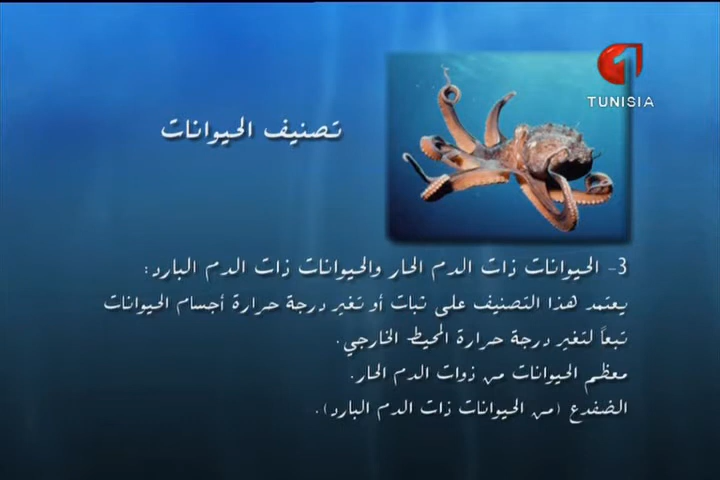 1
TUNISIA
تصنيف الحيوانات
3- الحيوانات ذات الدم الحار والحيوانات ذات الدم البارد:
يعتمد هذا التصنيف على تبات أو تغير درجة حرارة أجسام الحيوانات
تبعاً لتغير درجة حرارة المحيط الخارجي.
معظم الحيوانات من ذوات الدم الحار.
الضفدع (من الحيوانات ذات الدم البارد).